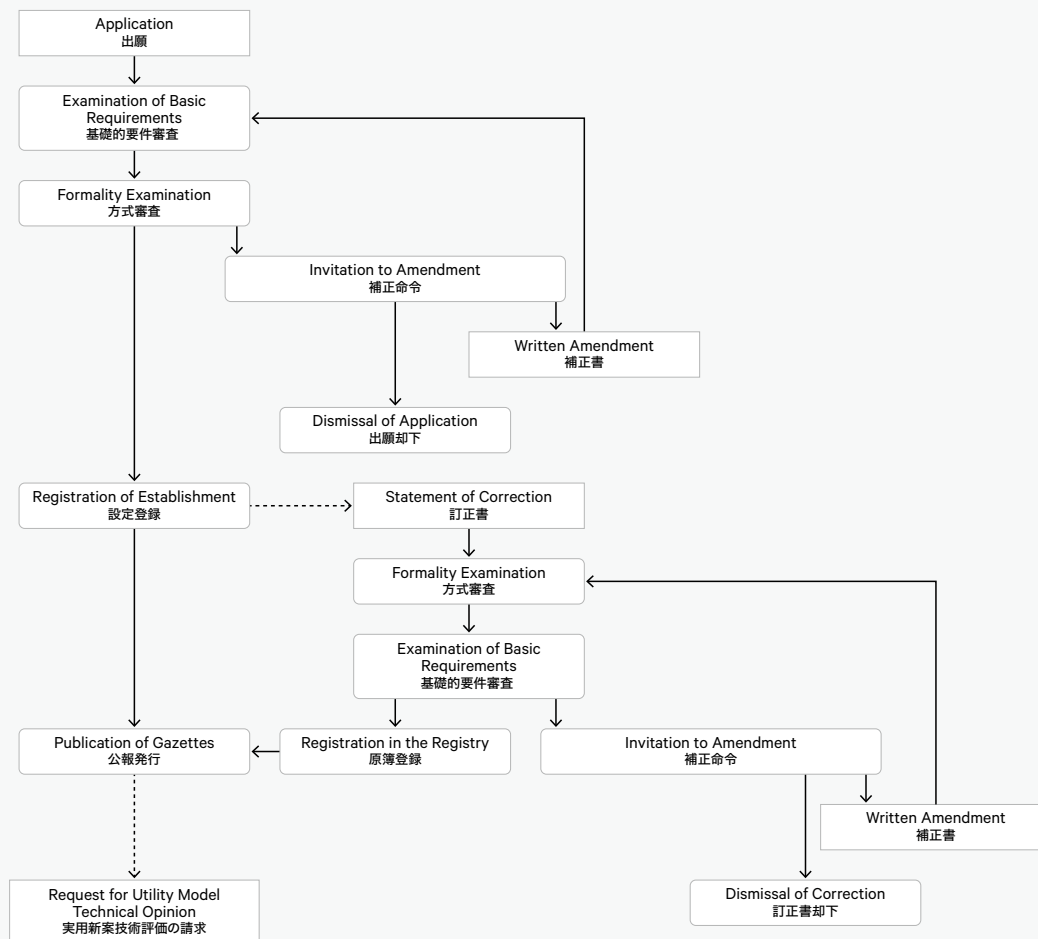 Application
出願
Examination of Basic
Requirements
基礎的要件審査
Formality Examination
方式審査
Invitation to Amendment
補正命令
Written Amendment
補正書
Dismissal of Application
出願却下
Registration of Establishment
設定登録
Statement of Correction
訂正書
Formality Examination
方式審査
Examination of Basic
Requirements
基礎的要件審査
Publication of Gazettes
公報発行
Registration in the Registry
原簿登録
Invitation to Amendment
補正命令
Written Amendment
補正書
Request for Utility Model
Technical Opinion
実用新案技術評価の請求
Dismissal of Correction
訂正書却下